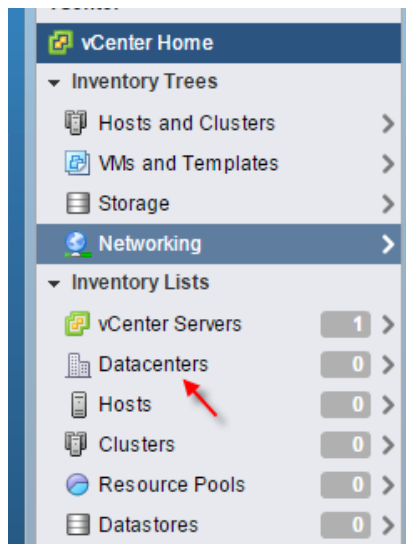 vCenter Home
Inventory Trees
Hosts and Clusters
VMs and Templates
Storage
Networking
Inventory Lists
vCenter Servers 1
Datacenters 0
Hosts 0
Clusters 0
Resource Pools 0
Datastores 0